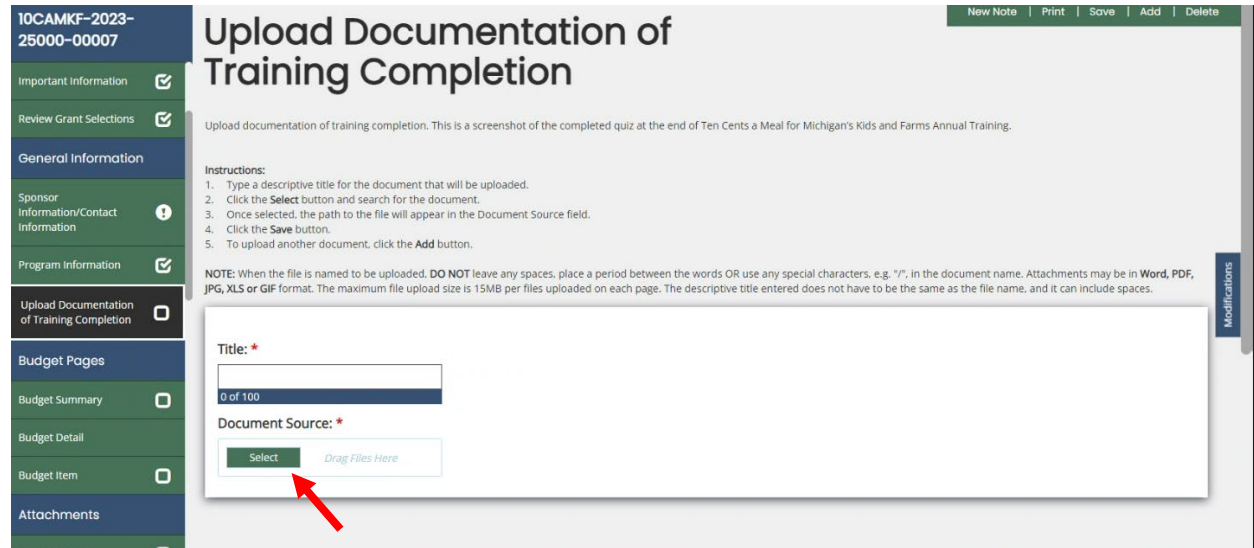 10CAMKF-2023-
25000-00007
Important Information
Review Grant Selections
General Information
Sponsor
Information/Contact
Information
Program Information
Upload Documentation
of Training Completion
Budget Pages
Budget Summary
Budget Detail
Budget Item
Attachments
New Note | Print | Save | Add | Delete
Upload Documentation of
Training Completion
Upload documentation of training completion. This is a screenshot of the completed quiz at the end of Ten Cents a Meal for Michigan's Kids and Farms Annual Training.
Instructions:
1. Type a descriptive title for the document that will be uploaded.
2. Click the Select button and search for the document.
3. Once selected, the path to the file will appear in the Document Source field.
4. Click the Save button.
5. To upload another document, click the Add button.
NOTE: When the file is named to be uploaded, DO NOT leave any spaces, place a period between the words OR use any special characters, e.g. "/", in the document name. Attachments may be in Word, PDF,
JPG, XLS or GIF format. The maximum file upload size is 15MB per files uploaded on each page. The descriptive title entered does not have to be the same as the file name, and it can include spaces.
Title: *
0 of 100
Document Source: *
Select Drag Files Here
Modifications